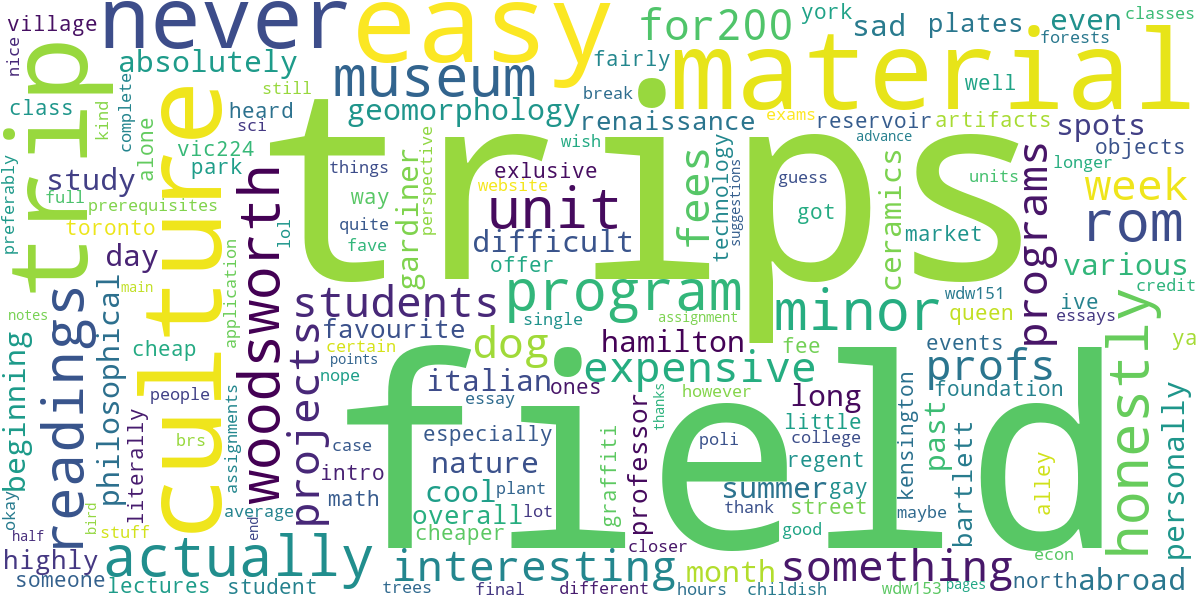 village
nice
never
easy
for200
york
sad
plates
even
classes
forests
trip
absolutely
museum
fairly
material
class
complete
kind
culture
still
heard
sci
geomorphology
break
renaissance
exams
reservoir
artifacts
well
spots
advance
objects
alone
vic224
park
trips
things
gardiner
perspective
wish
website
exlusive
fees
technology
suggestions
guess
ceramics
units
longer
week
study
full
prerequisites
preferably
toronto
woodsworth
lol
quite
way
fave
unit
difficult
offer
got
market
programs
rom
day
readings
philosophical
main
application
notes
students
program
single
assignment
minor
wdw151
queen
ive
essays
various
credit
cheap
projects
favourite
certain
points
nope
dog
hamilton
expensive
fee
events
profs
honestly
ya
beginning
people
literally
brs
assignments
italian
essay
ones
however
thanks
long
little
foundation
field
case
intro
math
especially
nature
cool
plant
overall
lot
cheaper
graffiti
professor
poli
college
regent
summer
gay
thank
street
good
kensington
maybe
past
bartlett
alley
personally
okay
half
bird
stuff
average
end
highly
someone
actually
lectures
student
trees
interesting
final
different
closer
month
hours
childish
something
wdw153
pages
econ
north
abroad